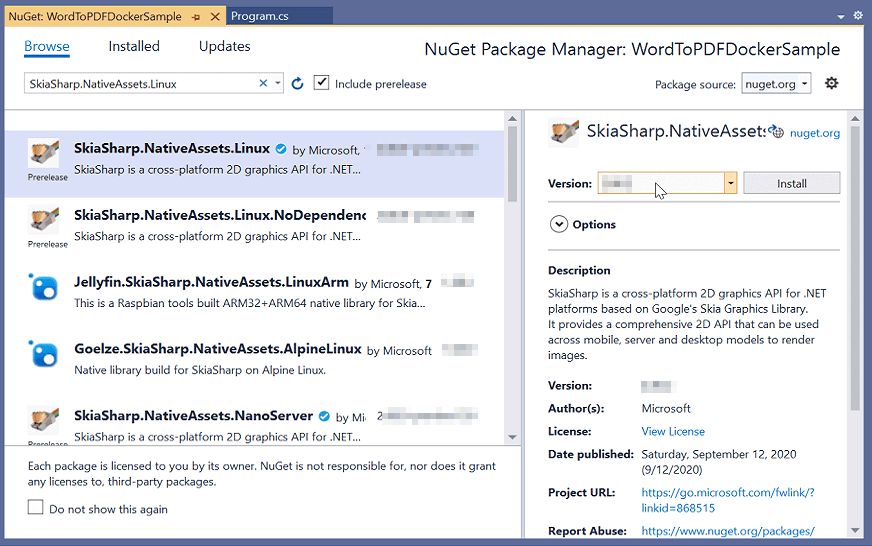 NuGet: WordToPDFDockerSample
Program.cs
Browse
Installed
Updates
NuGet Package Manager: WordToPDFDockerSample
SkiaSharp.NativeAssets.Linux
Include prerelease
Package source: nuget.org
SkiaSharp.NativeAssets.Linux by Microsoft,
SkiaSharp is a cross-platform 2D graphics API for .NET...
Prerelease
SkiaSharp.NativeAssets.Linux.NoDependenc
SkiaSharp is a cross-platform 2D graphics API for .NET...
Prerelease
Jellyfin.SkiaSharp.NativeAssets.LinuxArm by Microsoft, 7
This is a Raspbian tools built ARM32+ARM64 native library for Skia...
Goelze.SkiaSharp.NativeAssets.AlpineLinux by Microsoft
Native library build for SkiaSharp on Alpine Linux.
SkiaSharp.NativeAssets.NanoServer by Mi
SkiaSharp is a cross-platform 2D graphics API for .NET...
Prerelease
Each package is licensed to you by its owner. NuGet is not responsible for, nor does it grant
any licenses to, third-party packages.
Do not show this again
SkiaSharp.NativeAssets
nuget.org
Version:
Install
Options
Description
SkiaSharp is a cross-platform 2D graphics API for .NET
platforms based on Google's Skia Graphics Library.
It provides a comprehensive 2D API that can be used
across mobile, server and desktop models to render
images.
Version:
Author(s): Microsoft
License: View License
Date published: Saturday, September 12, 2020
(9/12/2020)
Project URL: https://go.microsoft.com/fwlink/?
linkid=868515
Report Abuse: https://www.nuget.org/packages/